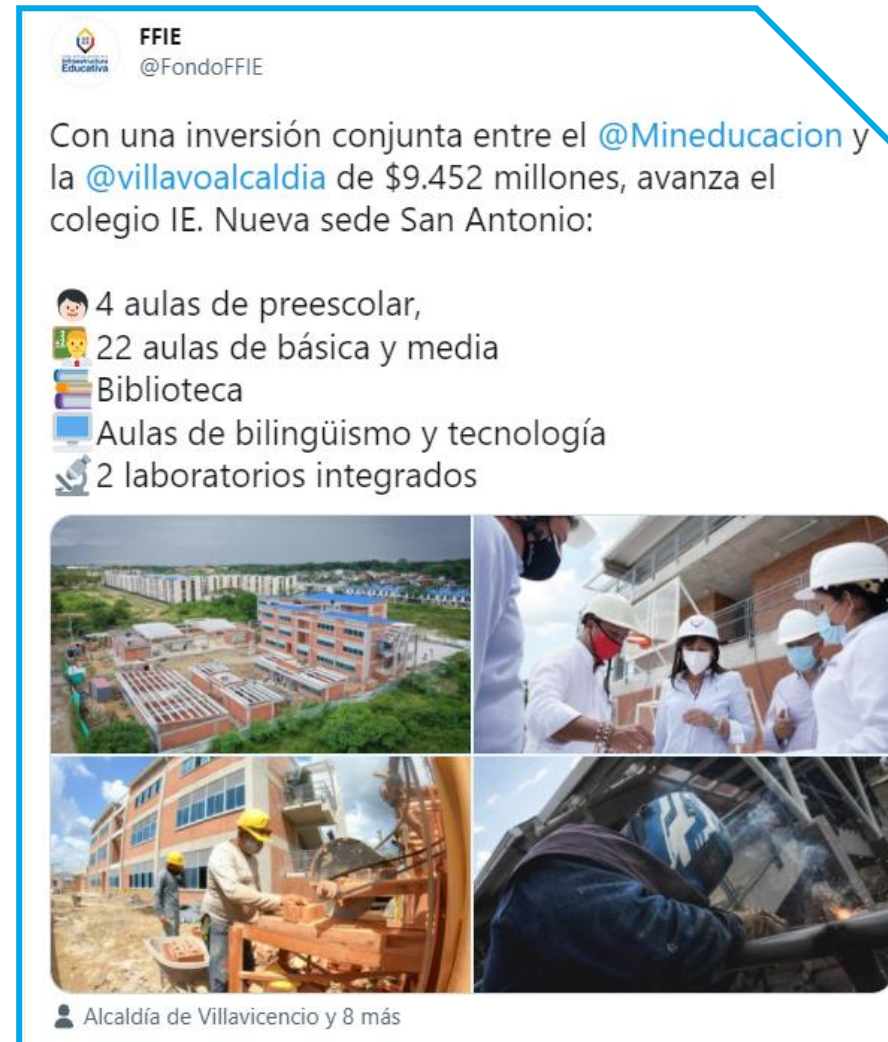 Infraestructura
Educativa
FFIE
@FondoFFIE
Con una inversión conjunta entre el @Mineducacion y
la @villavoalcaldia de $9.452 millones, avanza el
colegio IE. Nueva sede San Antonio:
4 aulas de preescolar,
22 aulas de básica y media
Biblioteca
Aulas de bilingüismo y tecnología
2 laboratorios integrados
Alcaldía de Villavicencio y 8 más